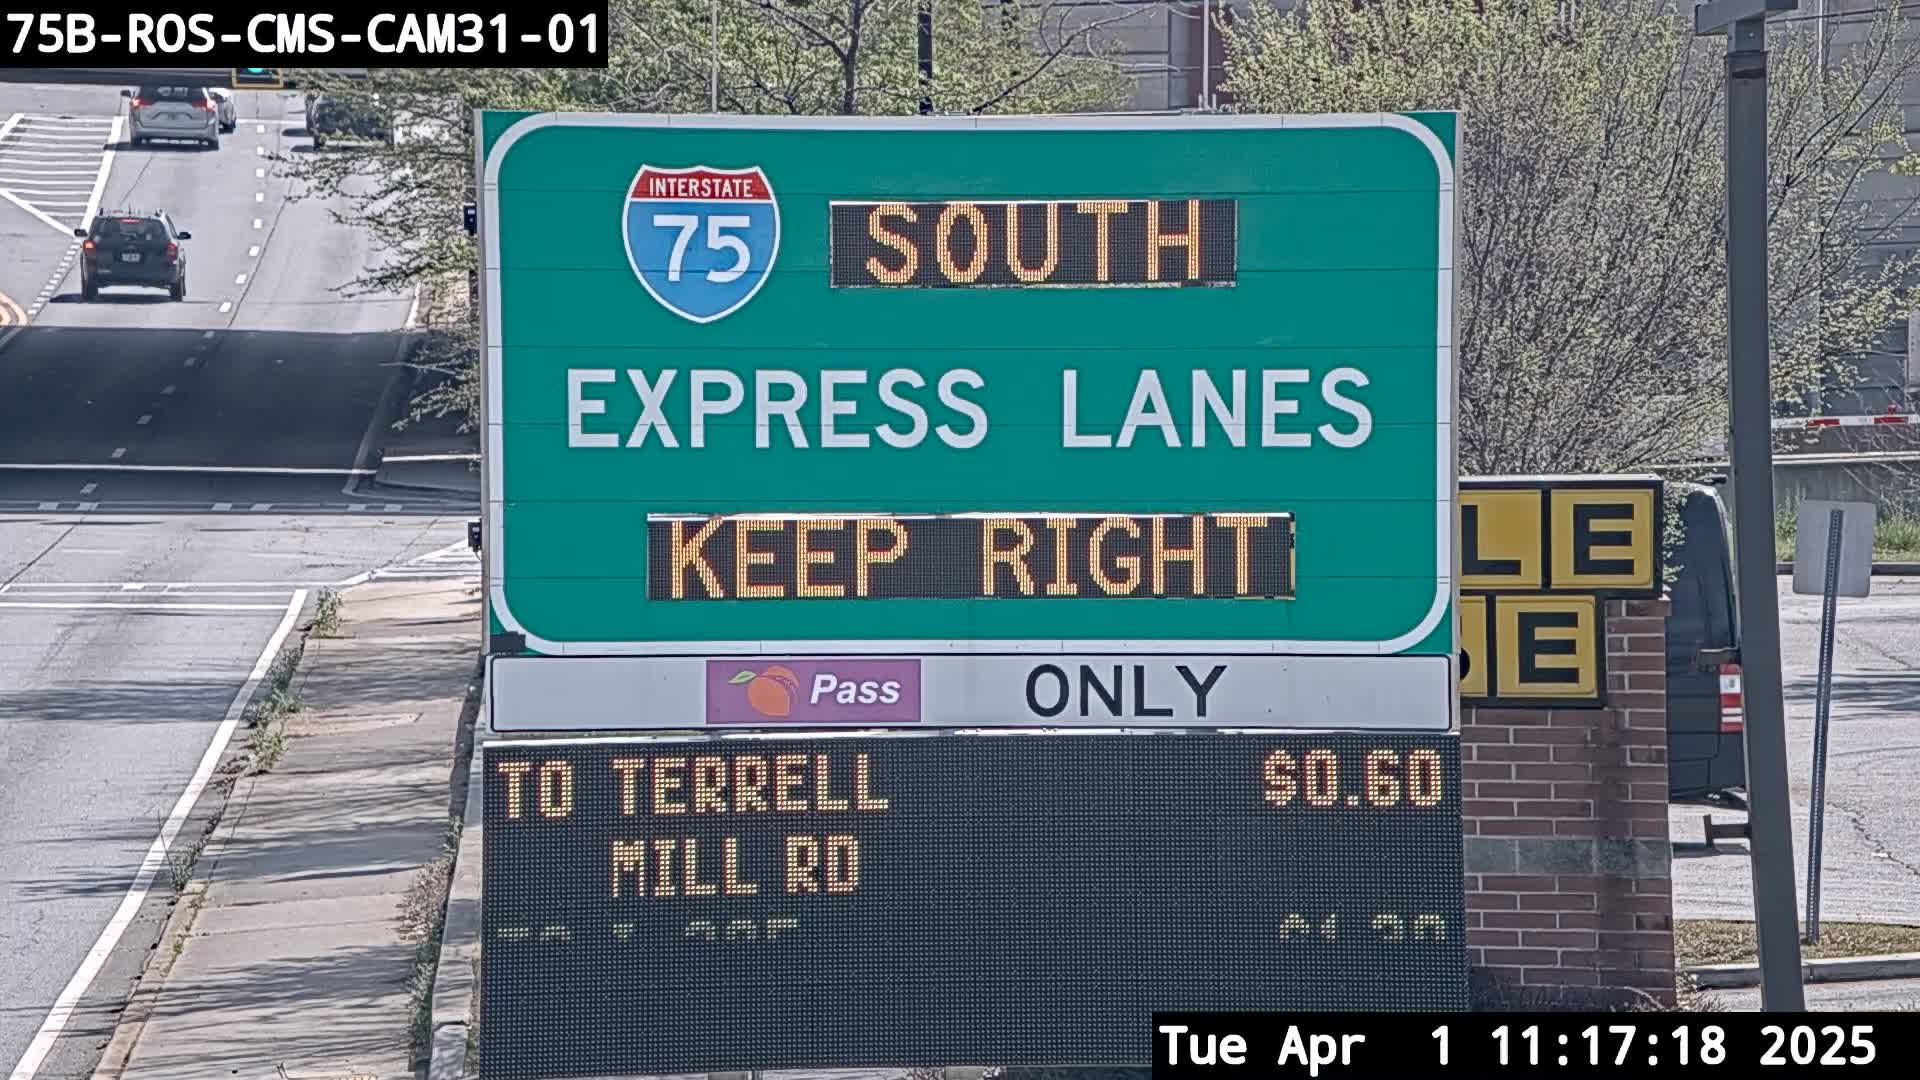 75B-ROS-CMS-CAM31-01
INTERSTATE
75
SOUTH
EXPRESS LANES
KEEP RIGHT
Pass ONLY
TO TERRELL $0.60
MILL RD
LE
E
Tue Apr 1 11:17:18 2025